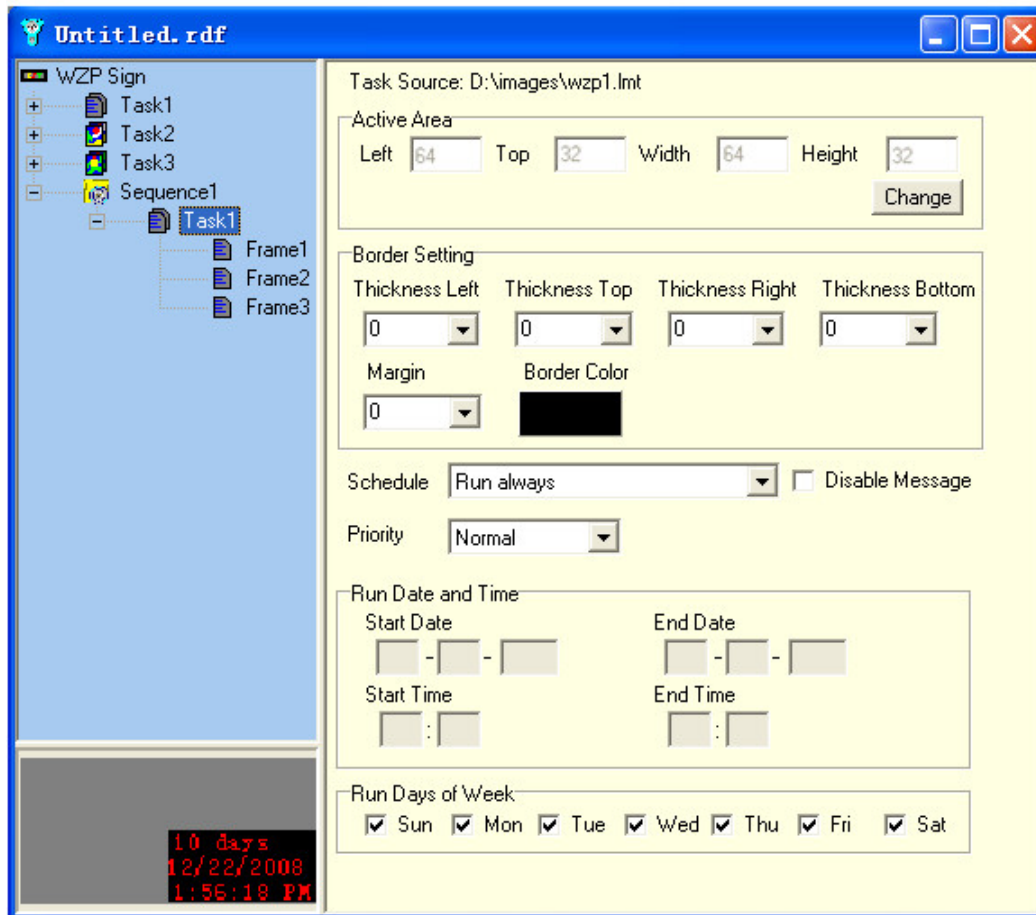 Untitled.rdf
WZP Sign
Task1
Task2
Task3
Sequence1
Task1
Frame1
Frame2
Frame3
10 days
12/22/2008
1:56:18 PM
Task Source: D:\images\wzp1.lmt
Active Area
Left 64 Top 32 Width 64 Height 32
Change
Border Setting
Thickness Left Thickness Top Thickness Right Thickness Bottom
0 0 0 0
Margin Border Color
0
Schedule Run always Disable Message
Priority Normal
Run Date and Time
Start Date End Date
- - - -
Start Time End Time
: :
Run Days of Week
Sun Mon Tue Wed Thu Fri Sat